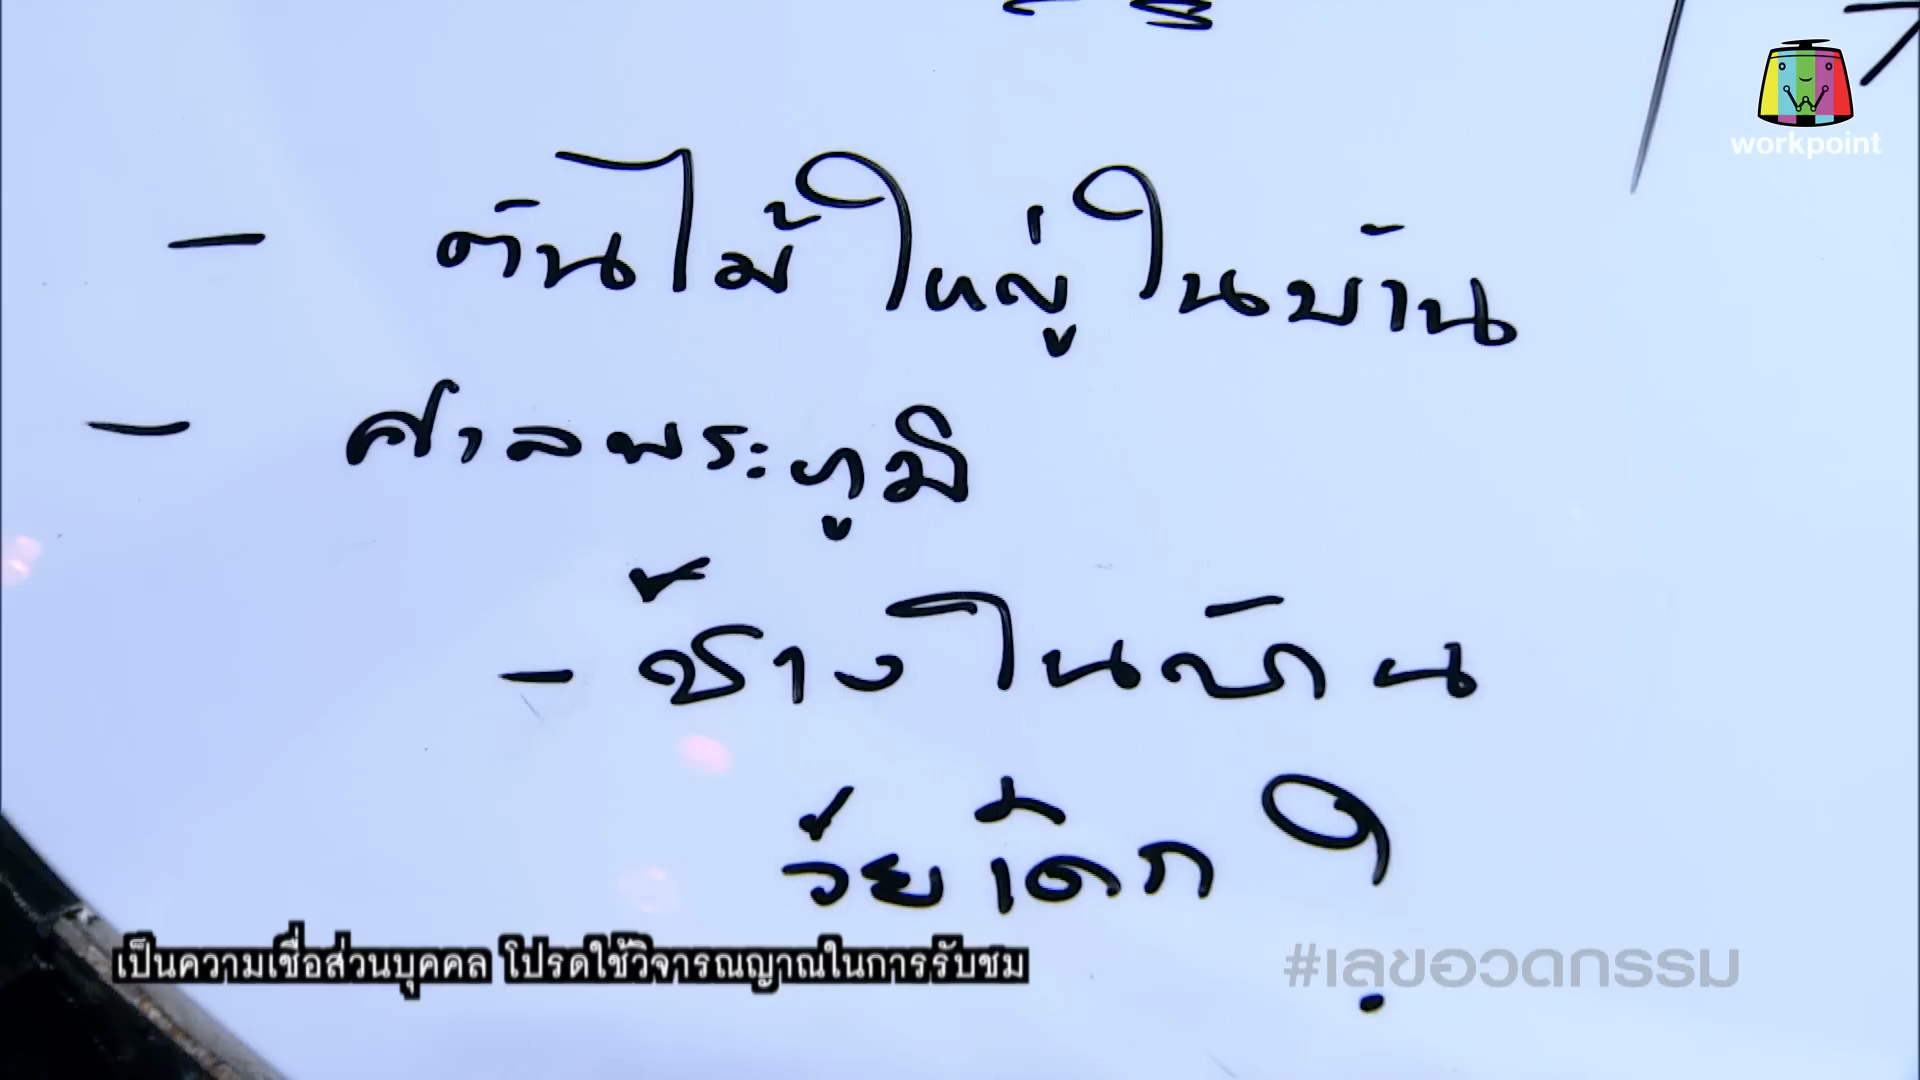 workpoint
- ต้นไม้ใหญ่ในบ้าน
- ศาลพระภูมิ
- ช้างในบ้าน
วัยเด็ก ?
เป็นความเชื่อส่วนบุคคล โปรดใช้วิจารณญาณในการรับชม
#เลขอวดกรรม